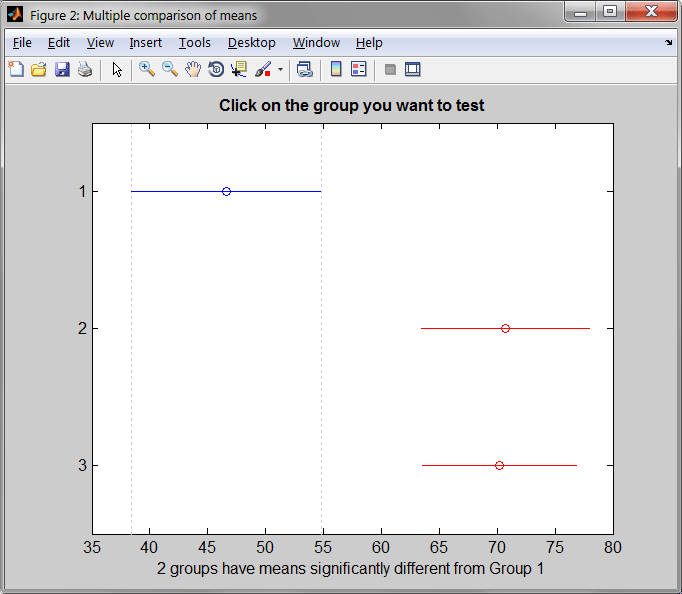 Figure 2: Multiple comparison of means
File Edit View Insert Tools Desktop Window Help
Click on the group you want to test
1
2
3
35 40 45 50 55 60 65 70 75 80
2 groups have means significantly different from Group 1